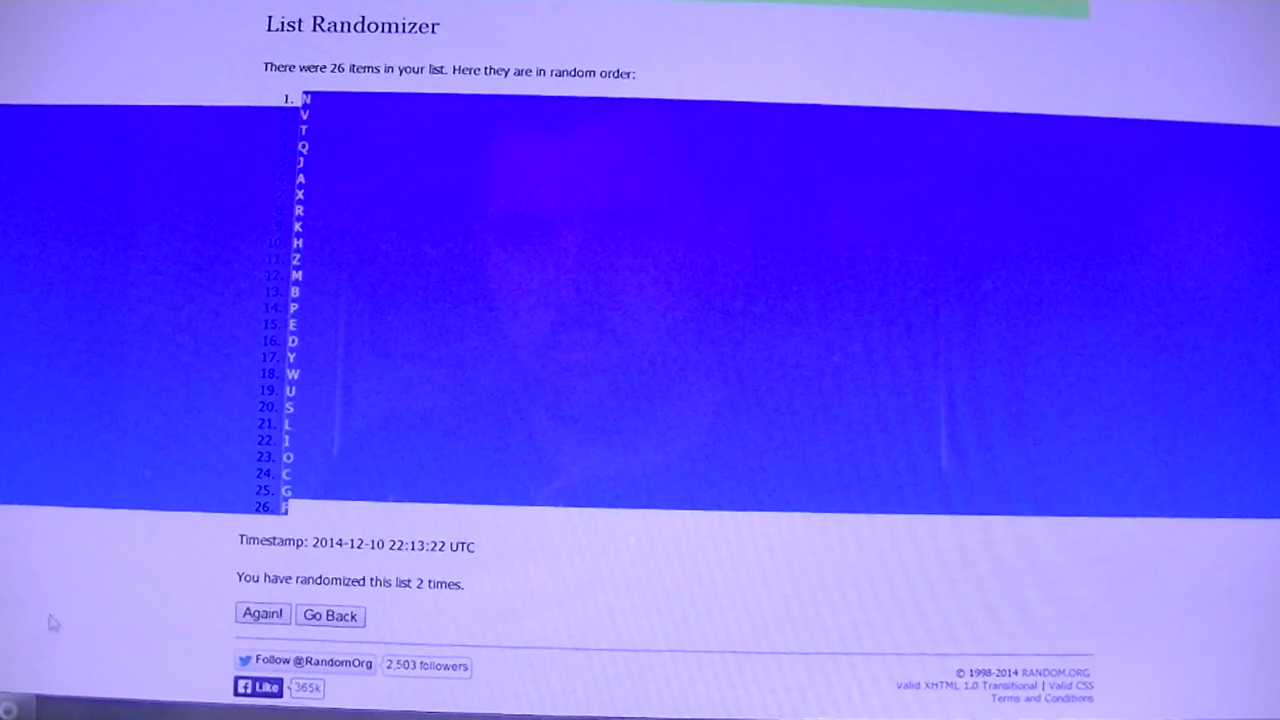 List Randomizer
There were 26 items in your list. Here they are in random order:
1. N
V
T
Q
J
A
X
R
9. K
10. H
11. Z
12. M
13. B
14. P
15. E
16. D
17. Y
18. W
19. U
20. S
21. L
22. I
23. O
24. C
25. G
26. F
Timestamp: 2014-12-10 22:13:22 UTC
You have randomized this list 2 times.
Again! Go Back
Follow @RandomOrg 2,503 followers
Like 365k
© 1998-2014 RANDOM.ORG
Valid XHTML 1.0 Transitional | Valid CSS
Terms and Conditions